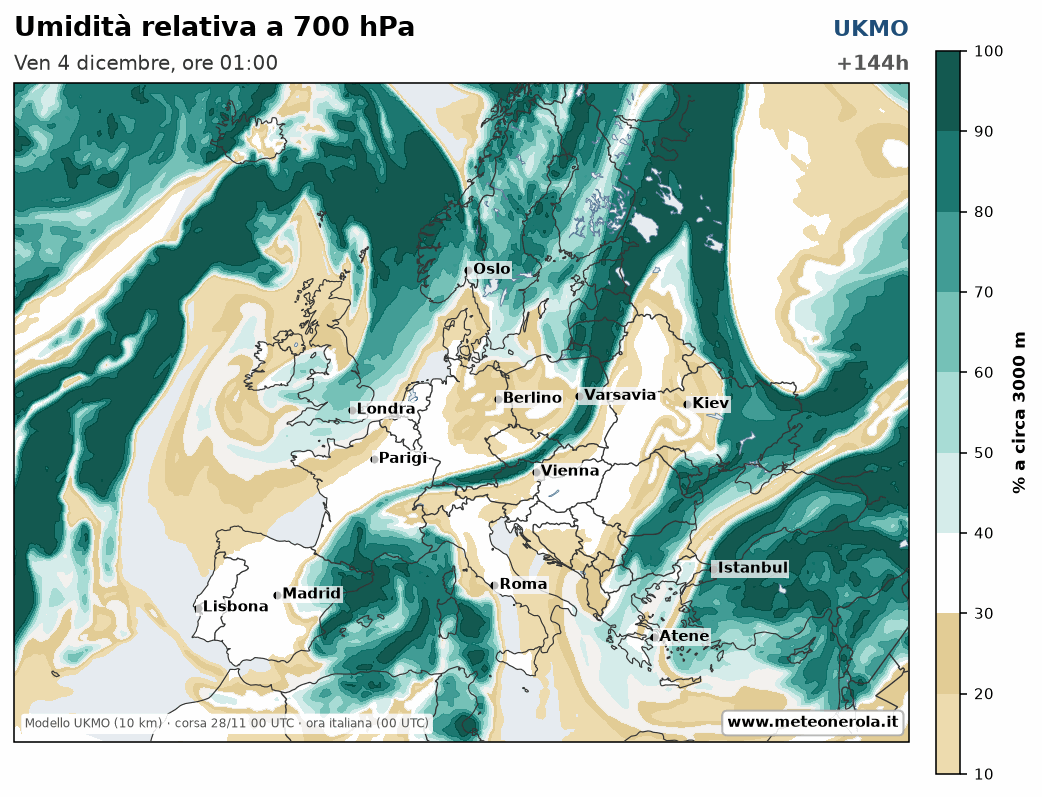 Umidità relativa a 700 hPa
UKMO
Ven 4 dicembre, ore 01:00
+144h
100
90
80
70
60
50
40
30
20
10
% a circa 3000 m
Oslo
Berlino
Varsavia
Kiev
Londra
Parigi
Vienna
Istanbul
Roma
Madrid
Lisbona
Atene
Modello UKMO (10 km) · corsa 28/11 00 UTC · ora italiana (00 UTC)
www.meteonerola.it